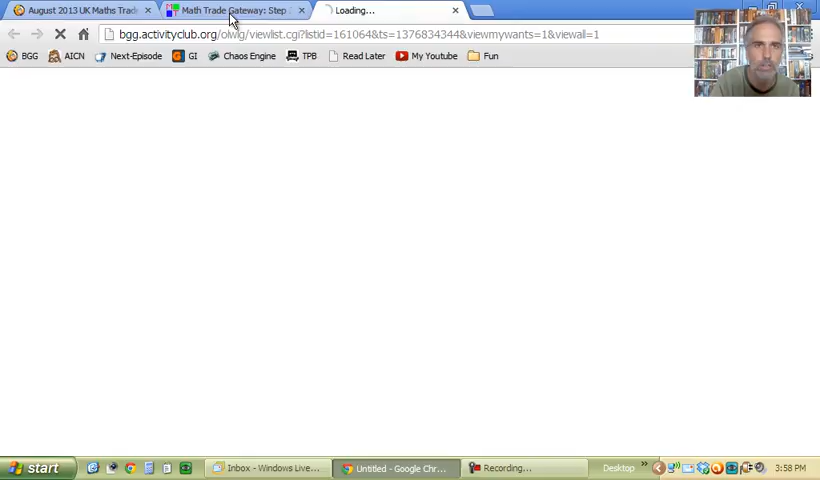 August 2013 UK Maths Trad
Math Trade Gateway: Step
Loading...
bgg.activityclub.org/olwlg/viewlist.cgi?listid=161064&ts=1376834344&viewmywants=1&viewall=1
BGG AICN Next-Episode GI Chaos Engine TPB Read Later My Youtube Fun
start Inbox - Windows Live... Untitled - Google Chr... Recording... Desktop 3:58 PM